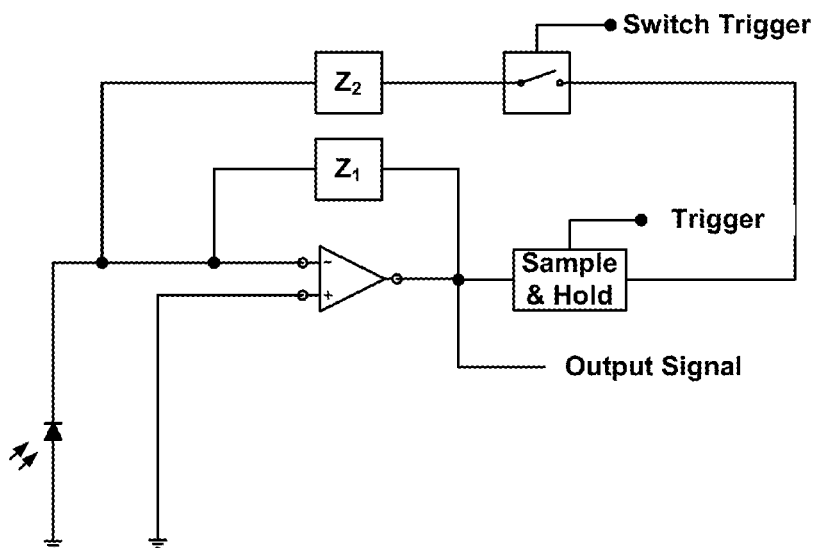 Switch Trigger
Z₂
Z₁
Trigger
Sample
& Hold
-
+
Output Signal